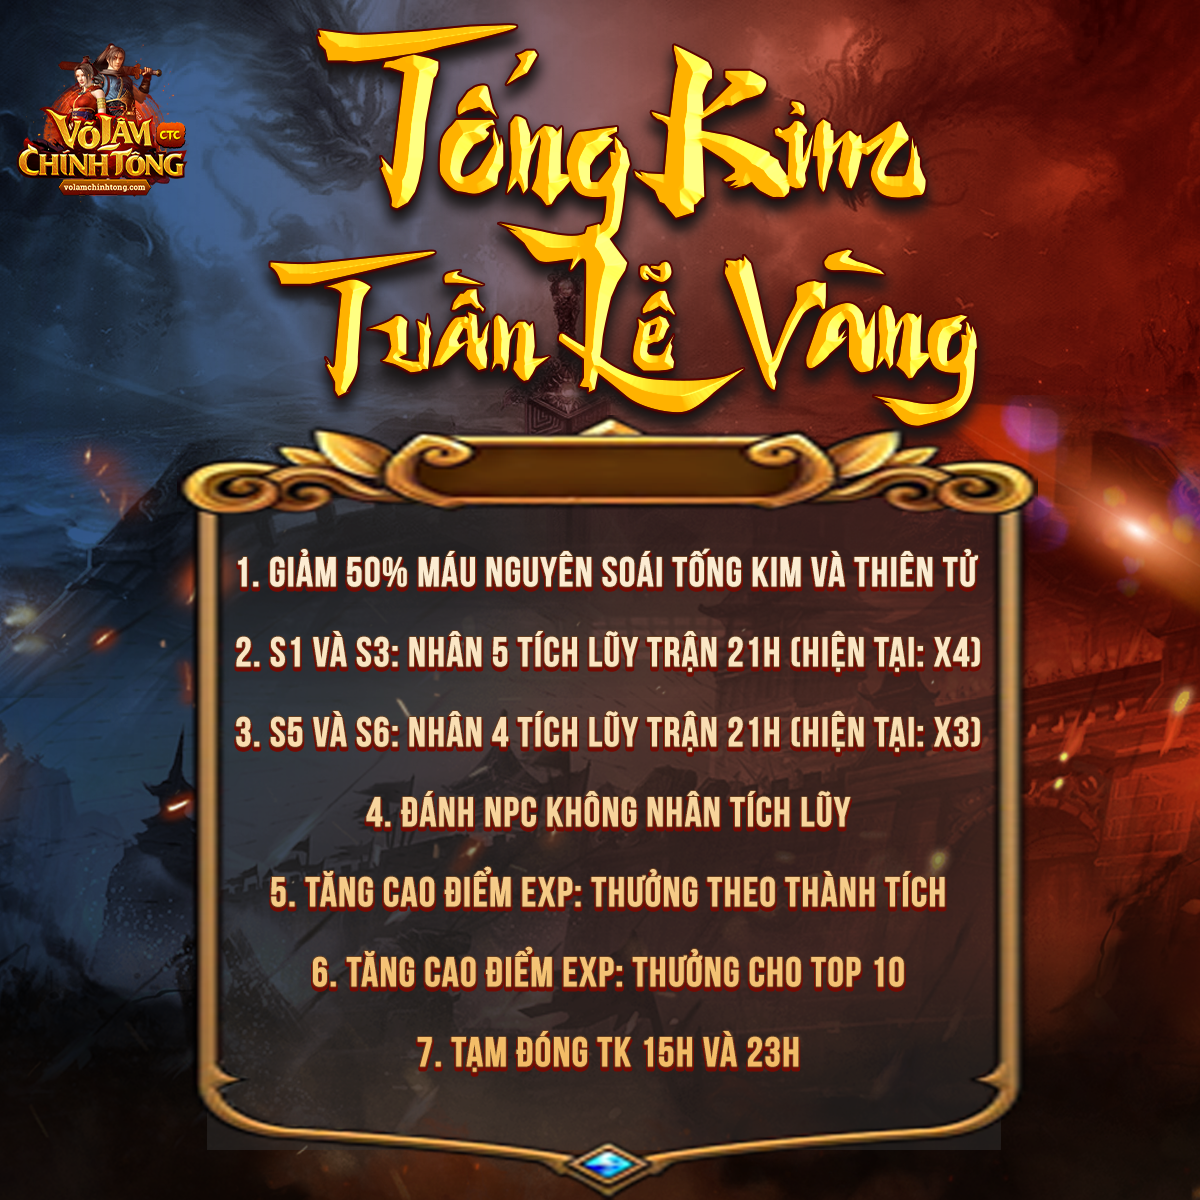 VÕ LÂM CTC
CHÍNH TÔNG
volamchinhtong.com
Tống Kim
Tuần Lễ Vàng
1. GIẢM 50% MÁU NGUYÊN SOÁI TỐNG KIM VÀ THIÊN TỬ
2. S1 VÀ S3: NHÂN 5 TÍCH LŨY TRẬN 21H (HIỆN TẠI: X4)
3. S5 VÀ S6: NHÂN 4 TÍCH LŨY TRẬN 21H (HIỆN TẠI: X3)
4. ĐÁNH NPC KHÔNG NHÂN TÍCH LŨY
5. TĂNG CAO ĐIỂM EXP: THƯỞNG THEO THÀNH TÍCH
6. TĂNG CAO ĐIỂM EXP: THƯỞNG CHO TOP 10
7. TẠM ĐÓNG TK 15H VÀ 23H